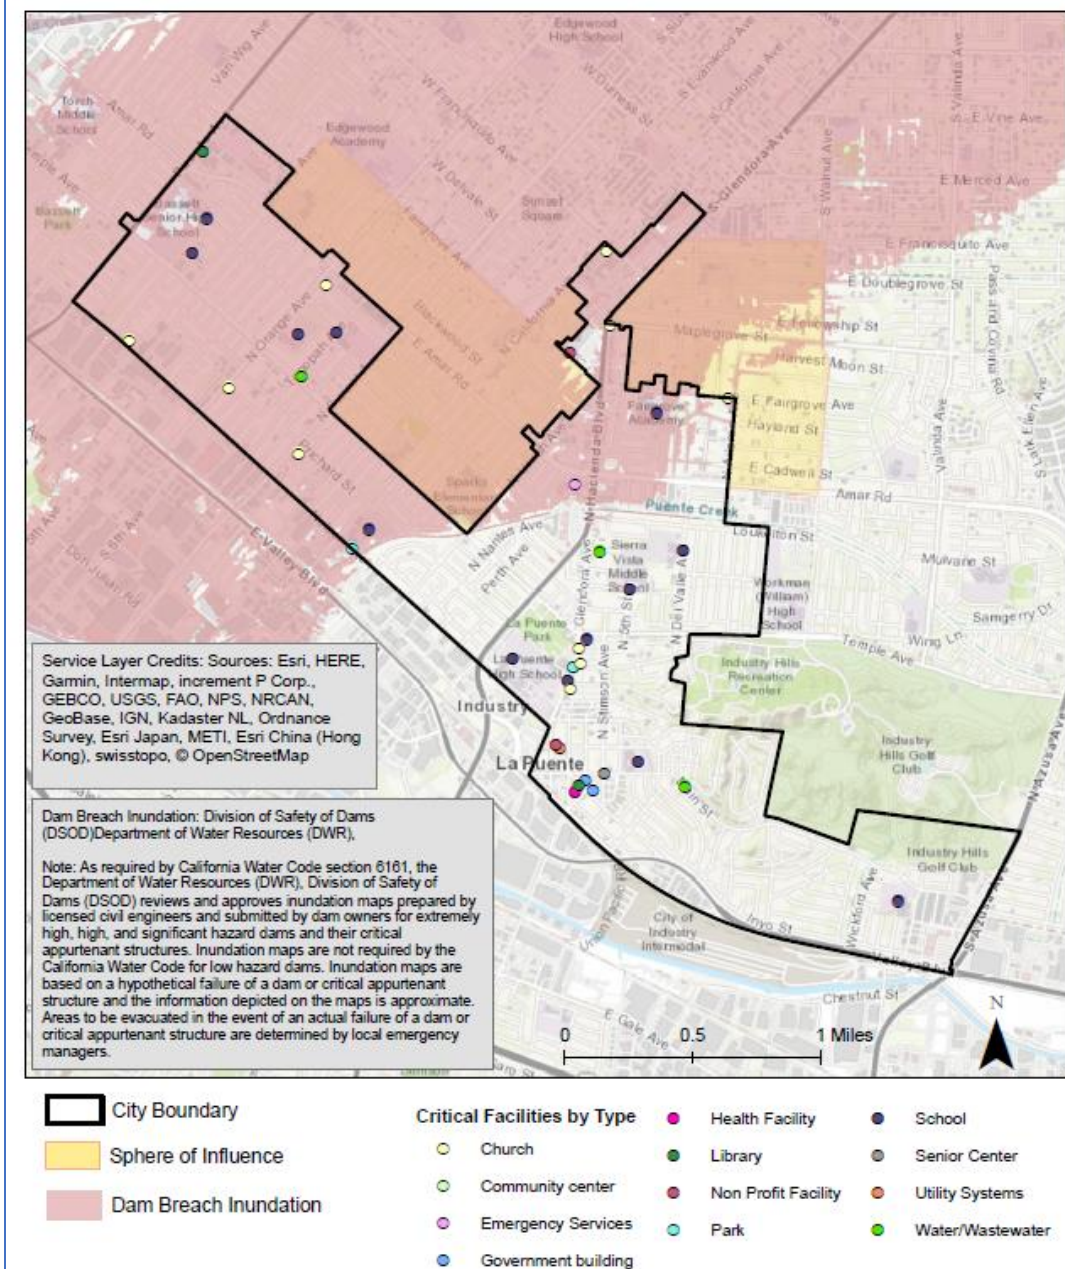 Edgewood
High School
Van Wig Ave
W Francisquito Ave
W Durness St
S Evanwood Ave
S California Ave
S Valinda Ave
E Vine Ave
Torch
Middle
School
Amar Rd
Edgewood
Academy
S Glendora Ave
S Walnut Ave
E Merced Ave
W Delvale St
Sunset
Square
Bassett
Park
Bassett
Senior High
School
Fairgrove Ave
E Francisquito Ave
E Doublegrove St
Pass and Covina Rd
N Orange Ave
N California Ave
Blackwood St
E Amar Rd
Maplegrove St
E Fellowship St
Harvest Moon St
E Fairgrove Ave
Fairgrove
Academy
Hayland St
Valinda Ave
S Lark Ellen Ave
N Hacienda Blvd
E Cadwell St
Amar Rd
Sparks
Elementary
School
Puente Creek
Loukelton St
S 5th Ave
Don Julian Rd
E Valley Blvd
N Nantes Ave
Perth Ave
Glendora Ave
Sierra
Vista
Middle
School
N 5th St
N Del Valle Ave
Mulvane St
Workman
(William)
High
School
Samgerry Dr
Wing Ln
Temple Ave
La Puente
Park
La Puente
High School
N Stimson Ave
Industry Hills
Recreation
Center
Industry
Industry
Hills Golf
Club
La Puente
N Azusa Ave
Service Layer Credits: Sources: Esri, HERE,
Garmin, Intermap, increment P Corp.,
GEBCO, USGS, FAO, NPS, NRCAN,
GeoBase, IGN, Kadaster NL, Ordnance
Survey, Esri Japan, METI, Esri China (Hong
Kong), swisstopo, © OpenStreetMap
Dam Breach Inundation: Division of Safety of Dams
(DSOD)Department of Water Resources (DWR),
Note: As required by California Water Code section 6161, the
Department of Water Resources (DWR), Division of Safety of
Dams (DSOD) reviews and approves inundation maps prepared by
licensed civil engineers and submitted by dam owners for extremely
high, high, and significant hazard dams and their critical
appurtenant structures. Inundation maps are not required by the
California Water Code for low hazard dams. Inundation maps are
based on a hypothetical failure of a dam or critical appurtenant
structure and the information depicted on the maps is approximate.
Areas to be evacuated in the event of an actual failure of a dam or
critical appurtenant structure are determined by local emergency
managers.
Industry Hills
Golf Club
Wickford Ave
S Azusa Ave
Union Pacific
City of
Industry
Intermodal
Inyo St
Valley Blvd
Chestnut St
E Gale Ave
N
0 0.5 1 Miles
City Boundary
Sphere of Influence
Dam Breach Inundation
Critical Facilities by Type
Church
Community center
Emergency Services
Government building
Health Facility
Library
Non Profit Facility
Park
School
Senior Center
Utility Systems
Water/Wastewater